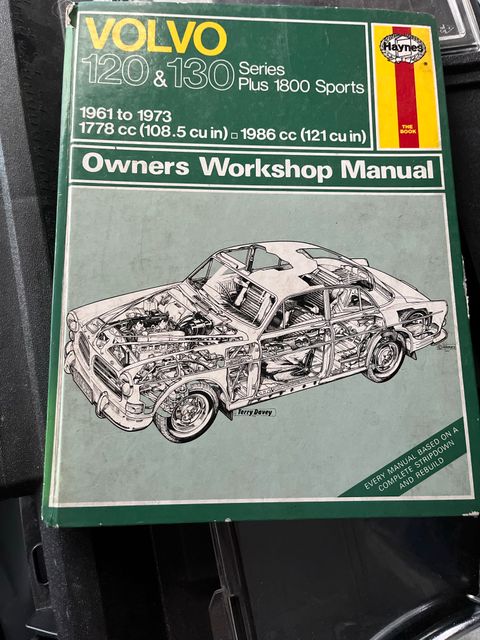 VOLVO
120 & 130 Series
Plus 1800 Sports
Haynes
THE
BOOK
1961 to 1973
1778 cc (108.5 cu in) □ 1986 cc (121 cu in)
Owners Workshop Manual
Terry Davey
EVERY MANUAL BASED ON A
COMPLETE STRIPDOWN
AND REBUILD